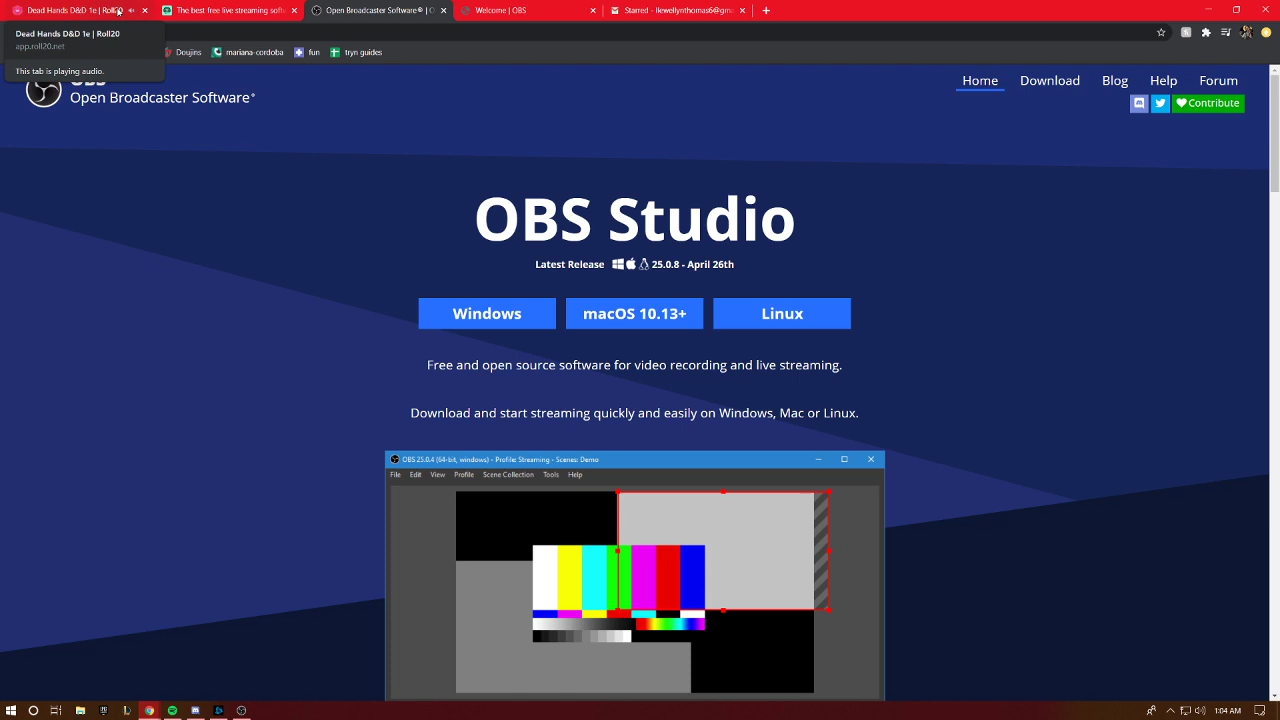 Dead Hands D&D 1e | Roll20
The best free live streaming softw
Open Broadcaster Software® | O
Welcome | OBS
Starred - llewellynthomas6@gm
Dead Hands D&D 1e | Roll20
app.roll20.net
This tab is playing audio.
Doujins
mariana-cordoba
fun
tryn guides
OBS
Open Broadcaster Software
Home
Download
Blog
Help
Forum
Contribute
OBS Studio
Latest Release 25.0.8 - April 26th
Windows
macOS 10.13+
Linux
Free and open source software for video recording and live streaming.
Download and start streaming quickly and easily on Windows, Mac or Linux.
OBS 25.0.4 (64-bit, windows) - Profile: Streaming - Scenes: Demo
File Edit View Profile Scene Collection Tools Help
1:04 AM